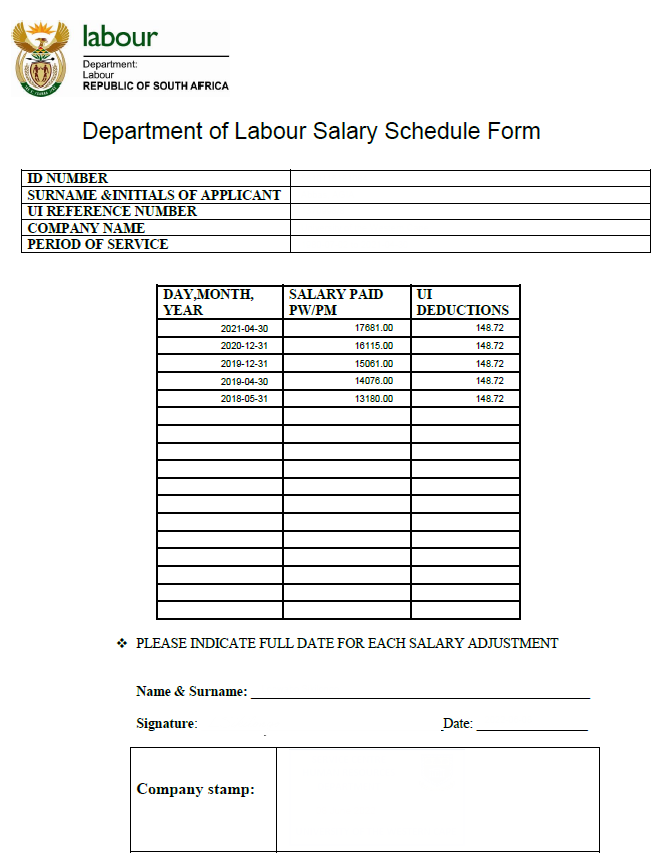 labour
Department:
Labour
REPUBLIC OF SOUTH AFRICA
Department of Labour Salary Schedule Form
ID NUMBER
SURNAME &INITIALS OF APPLICANT
UI REFERENCE NUMBER
COMPANY NAME
PERIOD OF SERVICE
DAY,MONTH, YEAR SALARY PAID PW/PM UI DEDUCTIONS
2021-04-30 17681.00 148.72
2020-12-31 16115.00 148.72
2019-12-31 15061.00 148.72
2019-04-30 14076.00 148.72
2018-05-31 13180.00 148.72
❖ PLEASE INDICATE FULL DATE FOR EACH SALARY ADJUSTMENT
Name & Surname:
Signature: Date:
Company stamp: